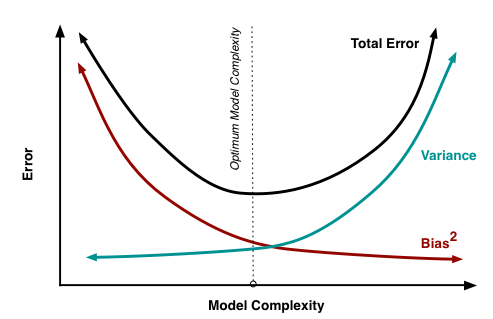 Total Error
Optimum Model Complexity
Variance
Error
Bias²
Model Complexity